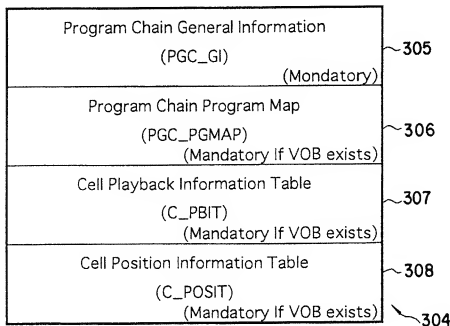 Program Chain General Information
(PGC_GI)
(Mondatory)
305
Program Chain Program Map
(PGC_PGMAP)
(Mandatory If VOB exists)
306
Cell Playback Information Table
(C_PBIT)
(Mandatory If VOB exists)
307
Cell Position Information Table
(C_POSIT)
(Mandatory If VOB exists)
308
304